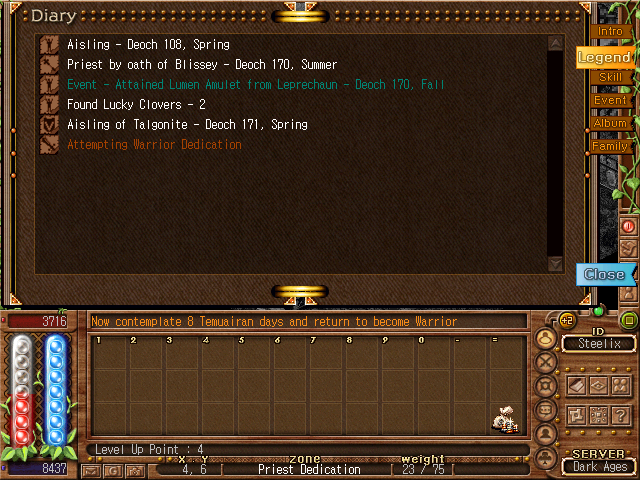 Diary
Intro
Legend
Skill
Event
Album
Family
Aisling - Deoch 108, Spring
Priest by oath of Blissey - Deoch 170, Summer
Event - Attained Lumen Amulet from Leprechaun - Deoch 170, Fall
Found Lucky Clovers - 2
Aisling of Talgonite - Deoch 171, Spring
Attempting Warrior Dedication
Close
3716
Now contemplate 8 Temuairan days and return to become Warrior
+2
1 2 3 4 5 6 7 8 9 0 - =
ID
Steelix
Level Up Point : 4
8437
X Y zone weight
4, 6 [ Priest Dedication [ 23 / 75 [
G
?
SERVER
Dark Ages